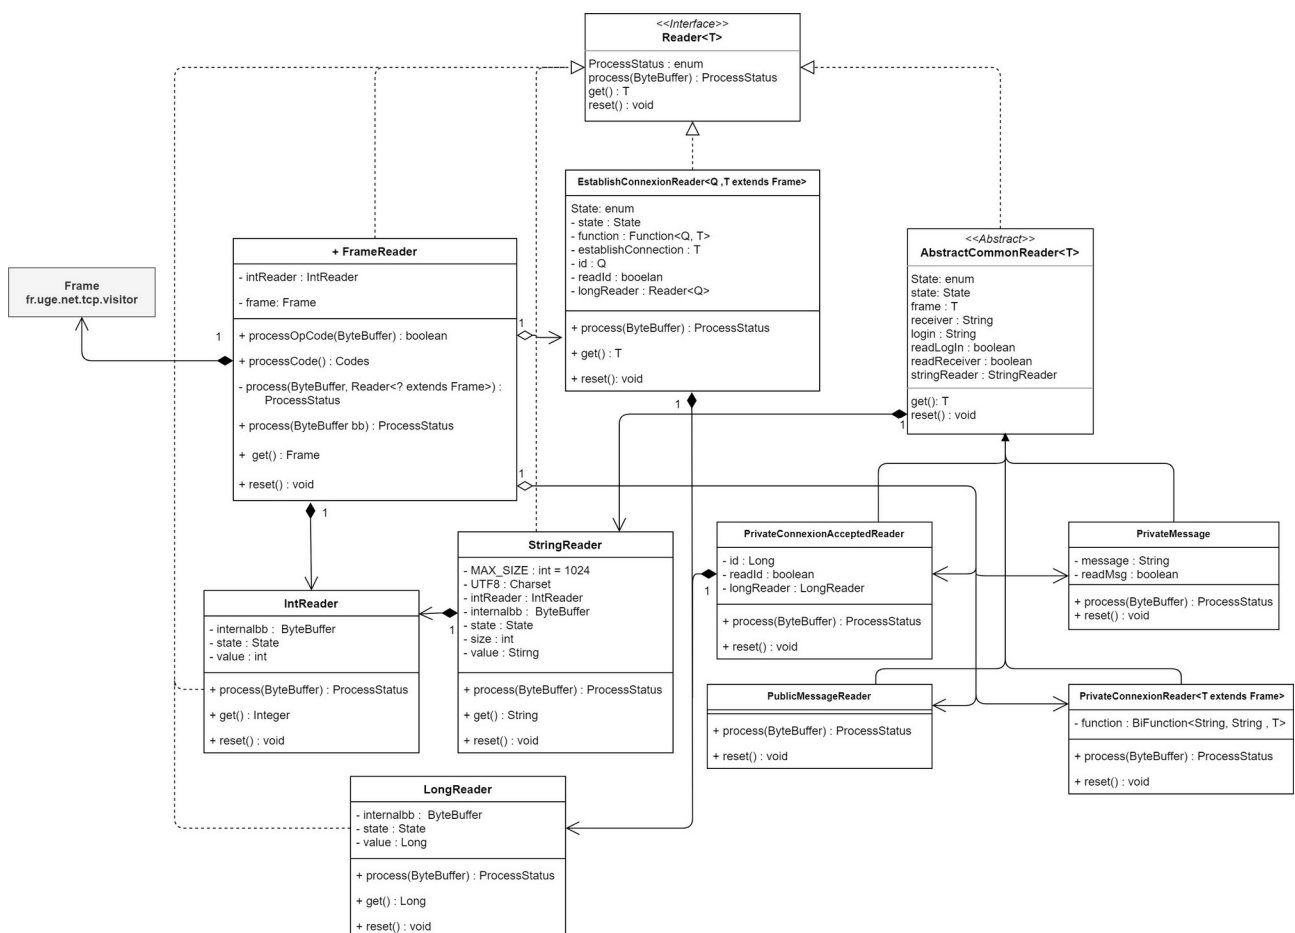 <<Interface>>
Reader<T>
ProcessStatus : enum
process(ByteBuffer) : ProcessStatus
get() : T
reset() : void
EstablishConnexionReader<Q ,T extends Frame>
State: enum
- state : State
- function : Function<Q, T>
- establishConnection : T
- id : Q
- readId : booelan
- longReader : Reader<Q>
+ process(ByteBuffer) : ProcessStatus
+ get() : T
+ reset(): void
1
<<Abstract>>
AbstractCommonReader<T>
State: enum
state: State
frame : T
receiver : String
login : String
readLogIn : boolean
readReceiver : boolean
stringReader : StringReader
get(): T
reset() : void
1
+ FrameReader
- intReader : IntReader
- frame: Frame
+ processOpCode(ByteBuffer) : boolean
+ processCode() : Codes
- process(ByteBuffer, Reader<? extends Frame>) :
ProcessStatus
+ process(ByteBuffer bb) : ProcessStatus
+ get() : Frame
+ reset() : void
1
1
1
1
Frame
fr.uge.net.tcp.visitor
StringReader
- MAX_SIZE : int = 1024
- UTF8 : Charset
- intReader : IntReader
- internalbb : ByteBuffer
- state : State
- size : int
- value : Stirng
+ process(ByteBuffer) : ProcessStatus
+ get() : String
+ reset() : void
1
PrivateConnexionAcceptedReader
- id : Long
- readId : boolean
- longReader : LongReader
+ process(ByteBuffer) : ProcessStatus
+ reset() : void
1
PrivateMessage
- message : String
- readMsg : boolean
+ process(ByteBuffer) : ProcessStatus
+ reset() : void
IntReader
- internalbb : ByteBuffer
- state : State
- value : int
+ process(ByteBuffer) : ProcessStatus
+ get() : Integer
+ reset() : void
PublicMessageReader
+ process(ByteBuffer) : ProcessStatus
+ reset() : void
PrivateConnexionReader<T extends Frame>
- function : BiFunction<String, String , T>
+ process(ByteBuffer) : ProcessStatus
+ reset() : void
LongReader
- internalbb : ByteBuffer
- state : State
- value : Long
+ process(ByteBuffer) : ProcessStatus
+ get() : Long
+ reset() : void